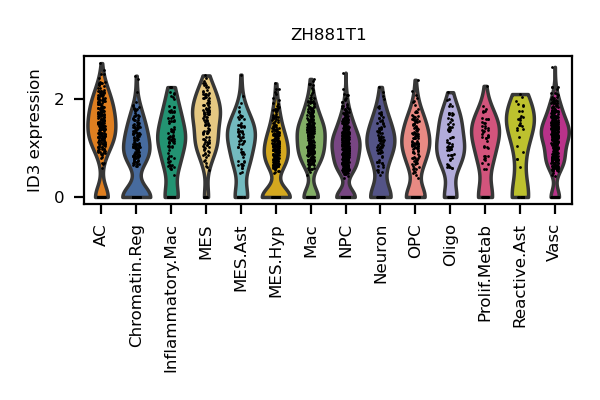 ZH881T1
ID3 expression
2
0
AC
Chromatin.Reg
Inflammatory.Mac
MES
MES.Ast
MES.Hyp
Mac
NPC
Neuron
OPC
Oligo
Prolif.Metab
Reactive.Ast
Vasc